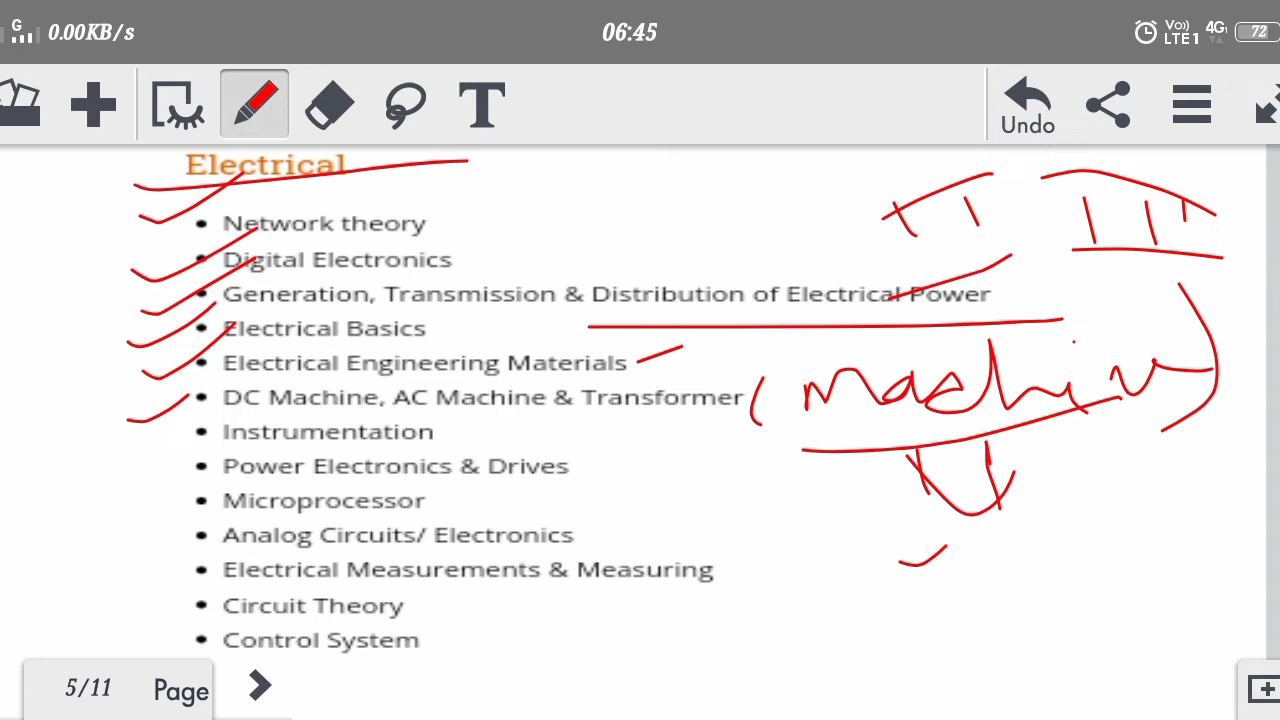 G 0.00KB/s 06:45 Vo) LTE1 4G 72
T Undo
Electrical
• Network theory
• Digital Electronics
• Generation, Transmission & Distribution of Electrical Power
• Electrical Basics
• Electrical Engineering Materials
• DC Machine, AC Machine & Transformer (machin)
• Instrumentation
• Power Electronics & Drives
• Microprocessor
• Analog Circuits/ Electronics
• Electrical Measurements & Measuring
• Circuit Theory
• Control System
5/11 Page